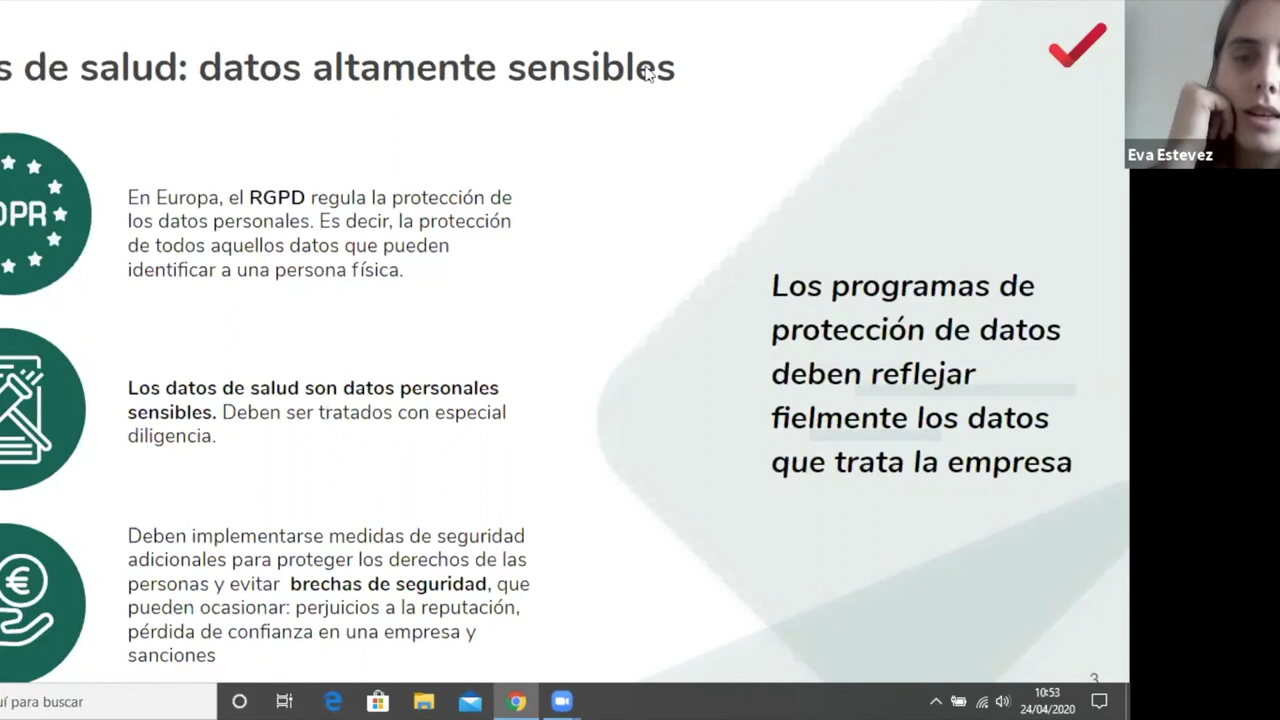 s de salud: datos altamente sensibles
Eva Estevez
DPR
En Europa, el RGPD regula la protección de
los datos personales. Es decir, la protección
de todos aquellos datos que pueden
identificar a una persona física.
Los datos de salud son datos personales
sensibles. Deben ser tratados con especial
diligencia.
Deben implementarse medidas de seguridad
adicionales para proteger los derechos de las
personas y evitar brechas de seguridad, que
pueden ocasionar: perjuicios a la reputación,
pérdida de confianza en una empresa y
sanciones
Los programas de
protección de datos
deben reflejar
fielmente los datos
que trata la empresa
3
uí para buscar
10:53
24/04/2020